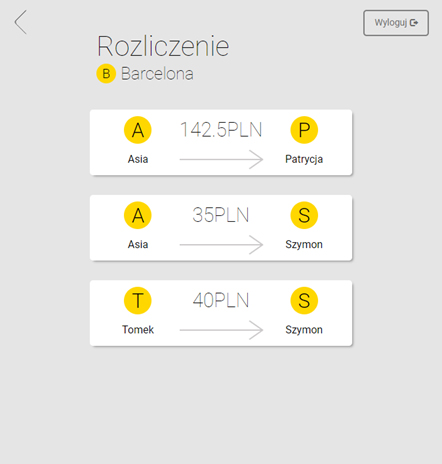 Wyloguj
Rozliczenie
B Barcelona
A 142.5PLN P
Asia Patrycja
A 35PLN S
Asia Szymon
T 40PLN S
Tomek Szymon